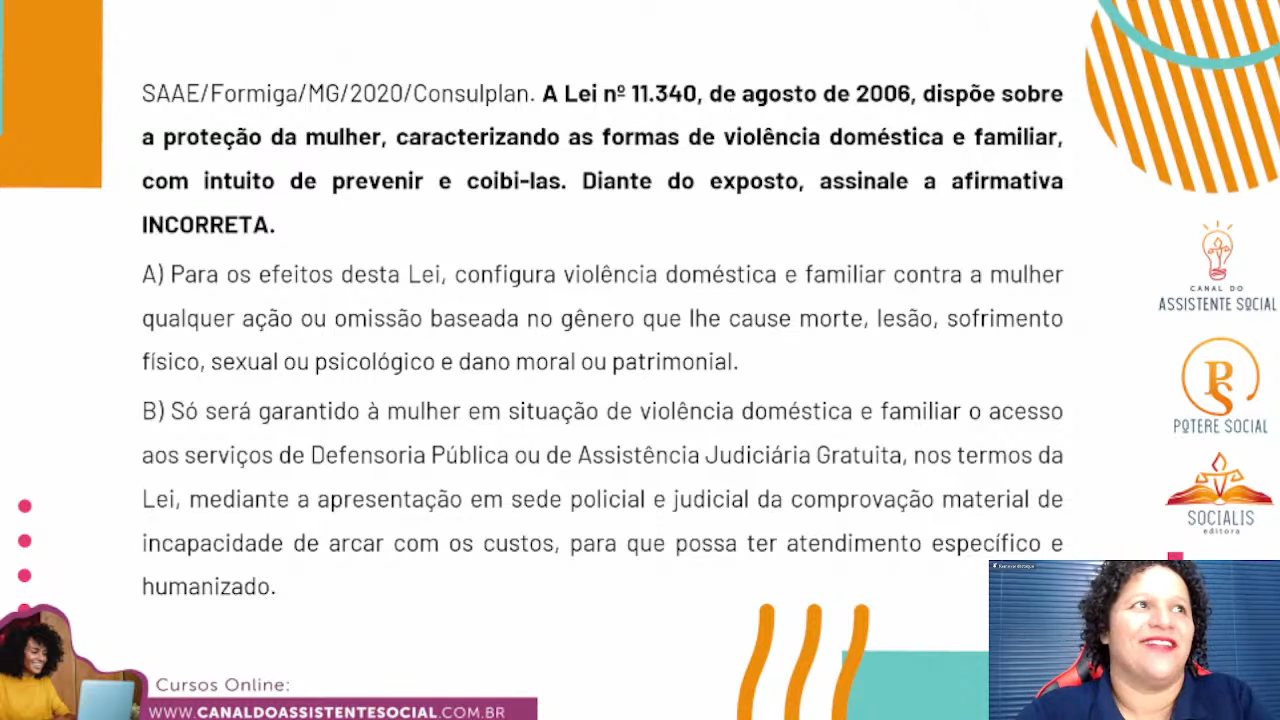 SAAE/Formiga/MG/2020/Consulplan. A Lei nº 11.340, de agosto de 2006, dispõe sobre
a proteção da mulher, caracterizando as formas de violência doméstica e familiar,
com intuito de prevenir e coibi-las. Diante do exposto, assinale a afirmativa
INCORRETA.
A) Para os efeitos desta Lei, configura violência doméstica e familiar contra a mulher
qualquer ação ou omissão baseada no gênero que lhe cause morte, lesão, sofrimento
físico, sexual ou psicológico e dano moral ou patrimonial.
B) Só será garantido à mulher em situação de violência doméstica e familiar o acesso
aos serviços de Defensoria Pública ou de Assistência Judiciária Gratuita, nos termos da
Lei, mediante a apresentação em sede policial e judicial da comprovação material de
incapacidade de arcar com os custos, para que possa ter atendimento específico e
humanizado.
CANAL DO
ASSISTENTE SOCIAL
PS
POTERE SOCIAL
SOCIALIS
editora
Cursos Online:
WWW.CANALDOASSISTENTESOCIAL.COM.BR